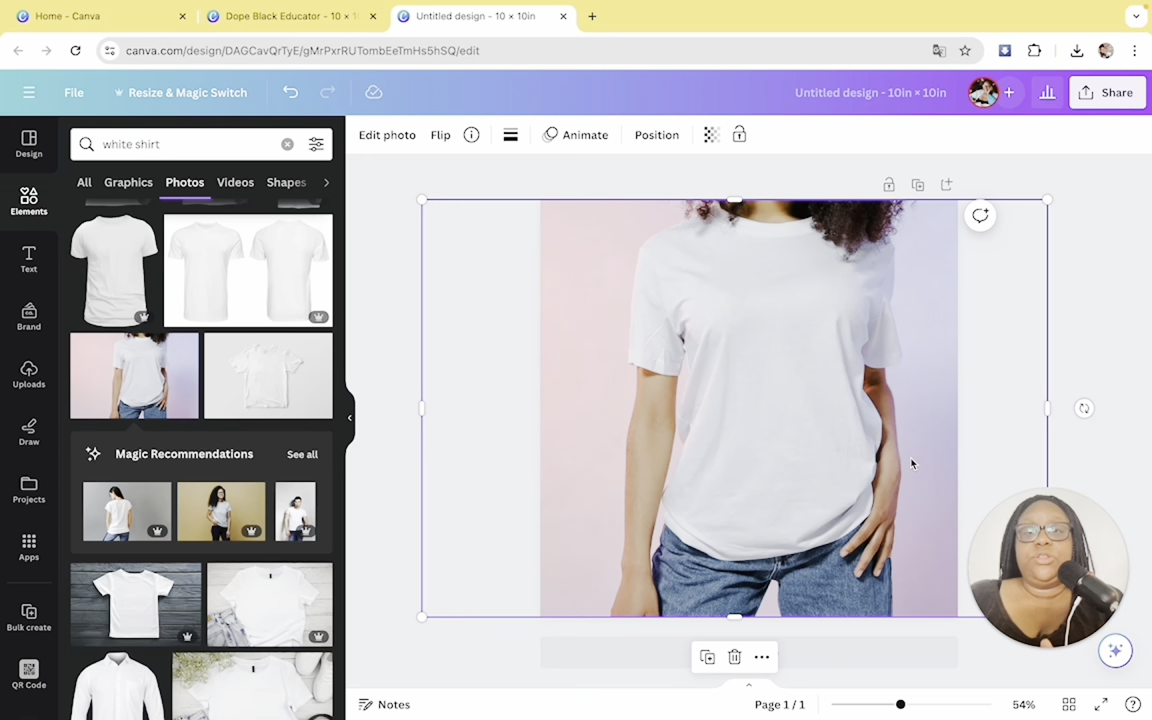 Home - Canva
Dope Black Educator - 10 × 1
Untitled design - 10 × 10in
canva.com/design/DAGCavQrTyE/gMrPxrRUTombEeTmHs5hSQ/edit
File
Resize & Magic Switch
Untitled design - 10in × 10in
Share
Design
Elements
Text
Brand
Uploads
Draw
Projects
Apps
Bulk create
QR Code
white shirt
All
Graphics
Photos
Videos
Shapes
Magic Recommendations
See all
Edit photo
Flip
Animate
Position
Notes
Page 1 / 1
54%